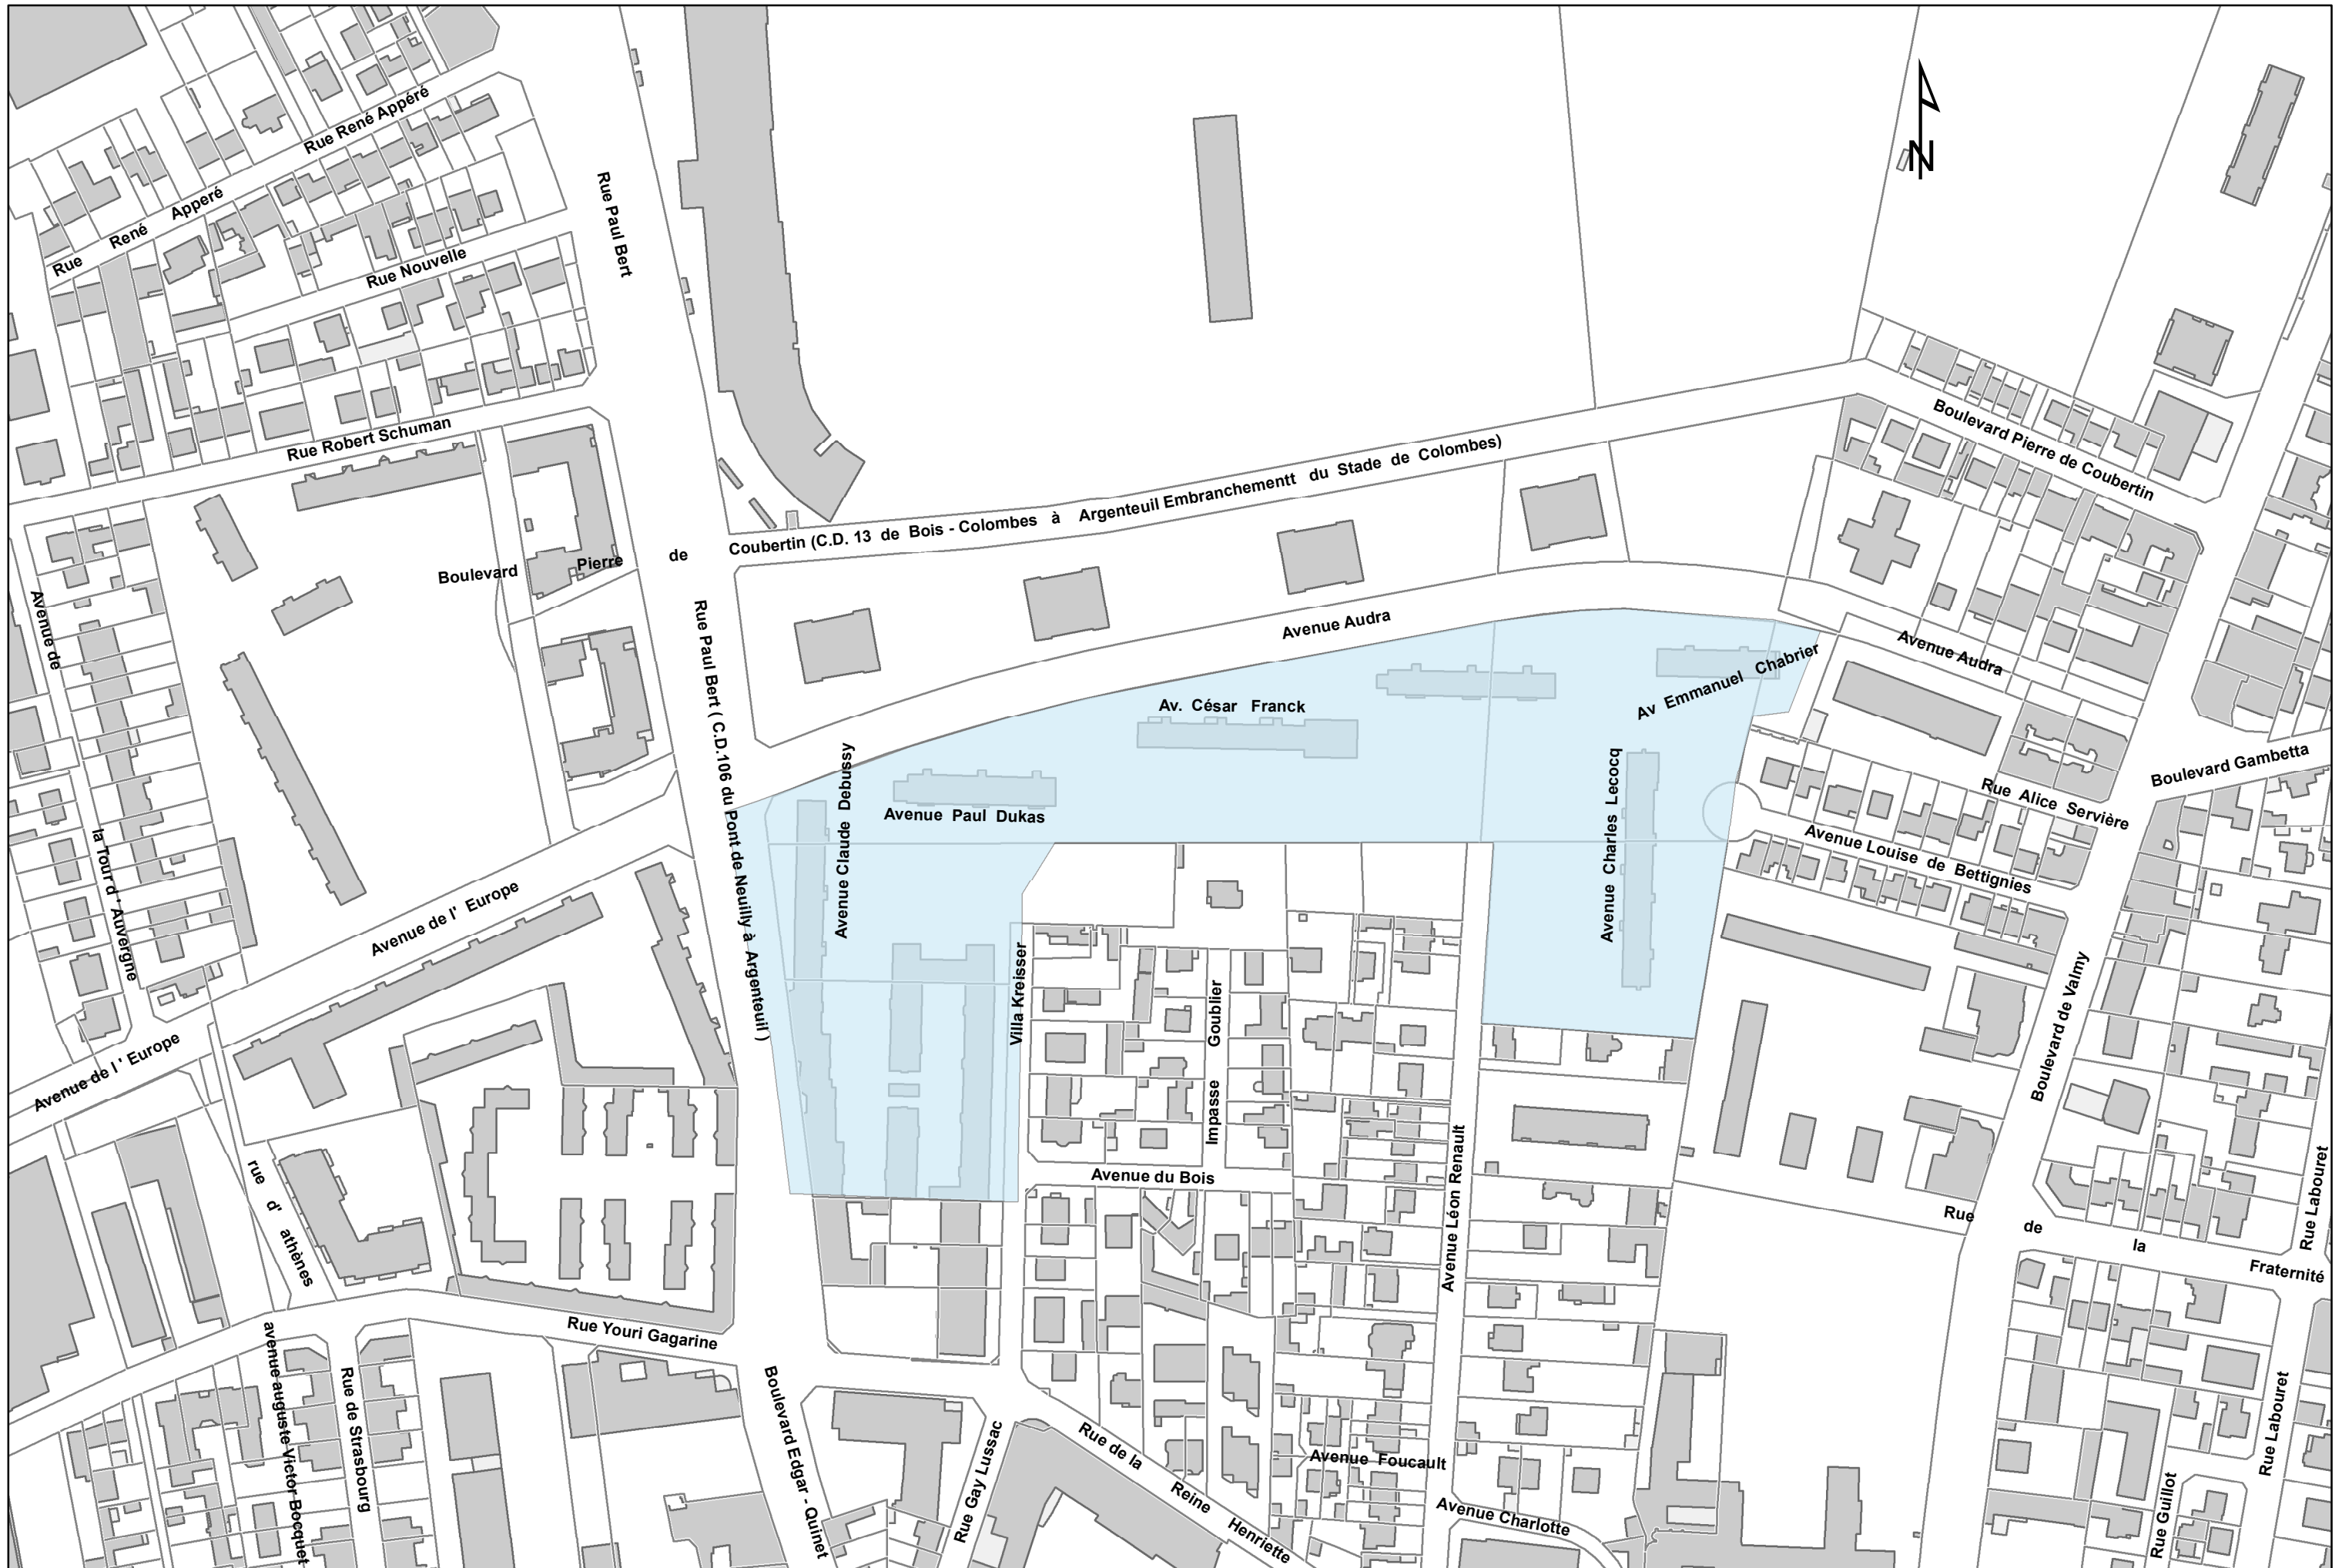 Rue René Appéré
Rue René Appéré
Rue Nouvelle
Rue Paul Bert
N
Rue Robert Schuman
Boulevard Pierre de Coubertin (C.D. 13 de Bois - Colombes à Argenteuil Embranchementt du Stade de Colombes)
Boulevard Pierre de Coubertin
Avenue de la Tour d' Auvergne
Rue Paul Bert ( C.D.106 du Pont de Neuilly à Argenteuil )
Avenue Audra
Avenue Audra
Av Emmanuel Chabrier
Av. César Franck
Avenue Claude Debussy
Avenue Paul Dukas
Avenue Charles Lecocq
Boulevard Gambetta
Rue Alice Servière
Avenue Louise de Bettignies
Avenue de l' Europe
Avenue de l' Europe
Villa Kreisser
Impasse Goublier
Boulevard de Valmy
Avenue du Bois
Avenue Léon Renault
rue d' athènes
Rue de la Fraternité
Rue Labouret
Rue Youri Gagarine
avenue auguste Victor Bocquet
Rue de Strasbourg
Boulevard Edgar - Quinet
Rue Gay Lussac
Rue de la Reine Henriette
Avenue Foucault
Avenue Charlotte
Rue Guillot
Rue Labouret